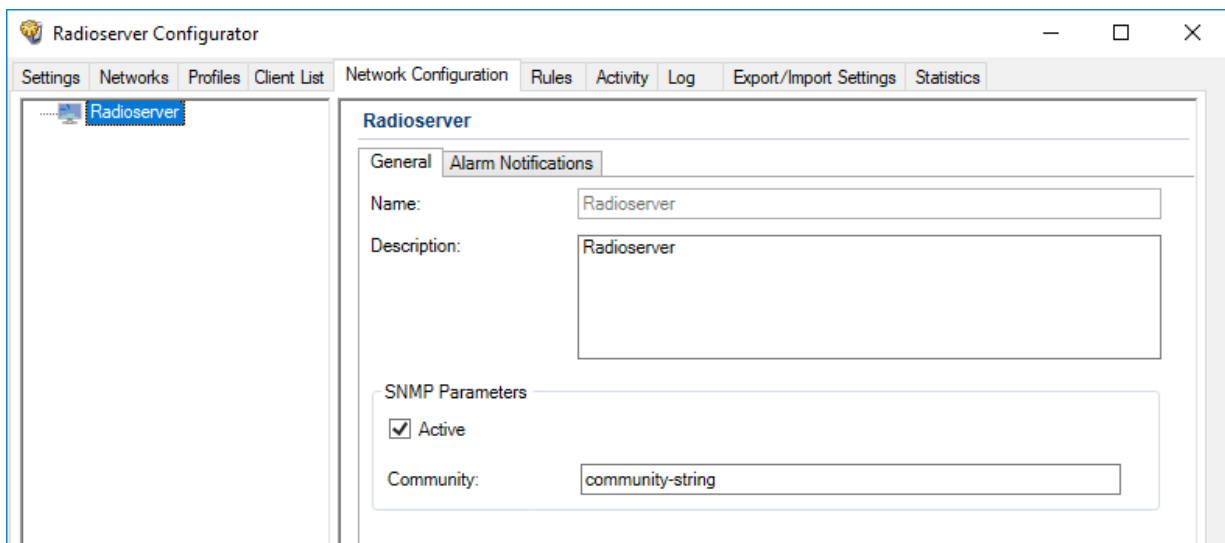 Radioserver Configurator
Settings Networks Profiles Client List Network Configuration Rules Activity Log Export/Import Settings Statistics
Radioserver
Radioserver
General Alarm Notifications
Name: Radioserver
Description: Radioserver
SNMP Parameters
Active
Community: community-string